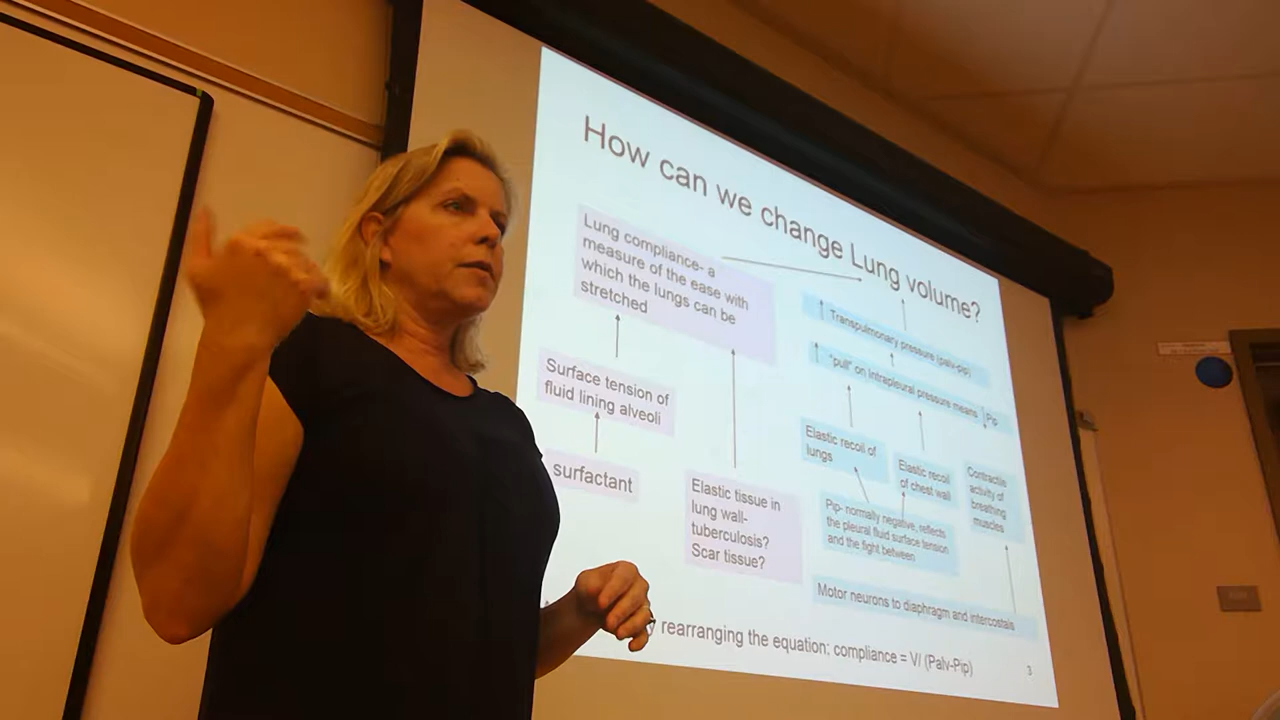 How can we change Lung volume?
Lung compliance- a
measure of the ease with
which the lungs can be
stretched
Surface tension of
fluid lining alveoli
surfactant
Elastic tissue in
lung wall-
tuberculosis?
Scar tissue?
Transpulmonary pressure (palv-pip)
"pull" on Intrapleural pressure means Pip
Elastic recoil of
lungs
Elastic recoil
of chest wall
Contractile
activity of
breathing
muscles
Pip- normally negative, reflects
the pleural fluid surface tension
and the fight between
Motor neurons to diaphragm and intercostals
rearranging the equation; compliance = V/ (Palv-Pip)
3